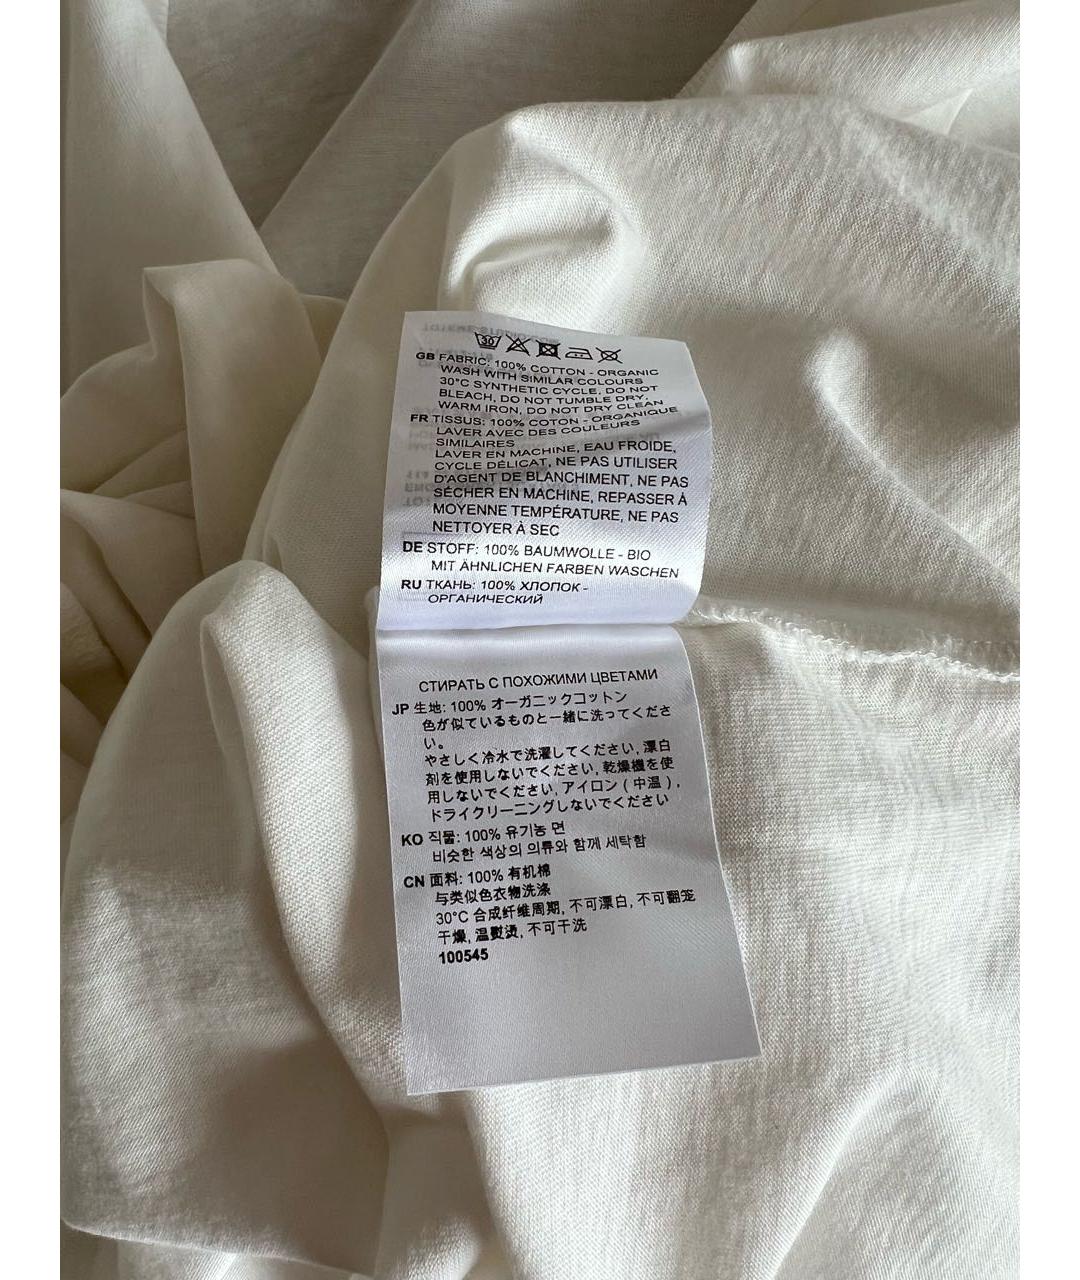 30
GB FABRIC: 100% COTTON - ORGANIC
WASH WITH SIMILAR COLOURS
30°C SYNTHETIC CYCLE, DO NOT
BLEACH, DO NOT TUMBLE DRY,
WARM IRON, DO NOT DRY CLEAN
FR TISSUS: 100% COTON - ORGANIQUE
LAVER AVEC DES COULEURS
SIMILAIRES
LAVER EN MACHINE, EAU FROIDE,
CYCLE DÉLICAT, NE PAS UTILISER
D'AGENT DE BLANCHIMENT, NE PAS
SÉCHER EN MACHINE, REPASSER À
MOYENNE TEMPÉRATURE, NE PAS
NETTOYER À SEC
DE STOFF: 100% BAUMWOLLE - BIO
MIT ÄHNLICHEN FARBEN WASCHEN
RU ТКАНЬ: 100% ХЛОПОК -
ОРГАНИЧЕСКИЙ
СТИРАТЬ С ПОХОЖИМИ ЦВЕТАМИ
JP 生地: 100% オーガニックコットン
色が似ているものと一緒に洗ってくださ
い。
やさしく冷水で洗濯してください, 漂白
剤を使用しないでください, 乾燥機を使
用しないでください, アイロン ( 中温 ) ,
ドライクリーニングしないでください
KO 직물: 100% 유기농 면
비슷한 색상의 의류와 함께 세탁함
CN 面料: 100% 有机棉
与类似色衣物洗涤
30°C 合成纤维周期, 不可漂白, 不可翻笼
干燥, 温熨烫, 不可干洗
100545